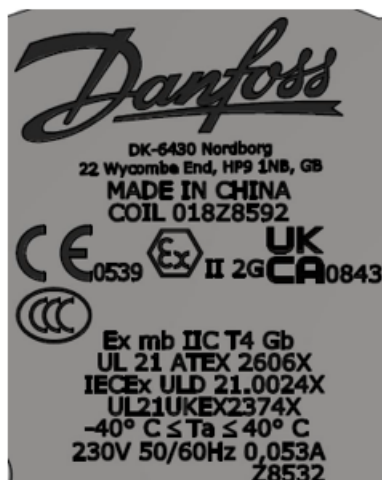 Danfoss
DK-6430 Nordborg
22 Wycombe End, HP9 1NB, GB
MADE IN CHINA
COIL 018Z8592
CE 0539 Ex II 2G UKCA 0843
CCC
Ex mb IIC T4 Gb
UL 21 ATEX 2606X
IECEx ULD 21.0024X
UL21UKEX2374X
-40° C ≤ Ta ≤ 40° C
230V 50/60Hz 0,053A
Z8532